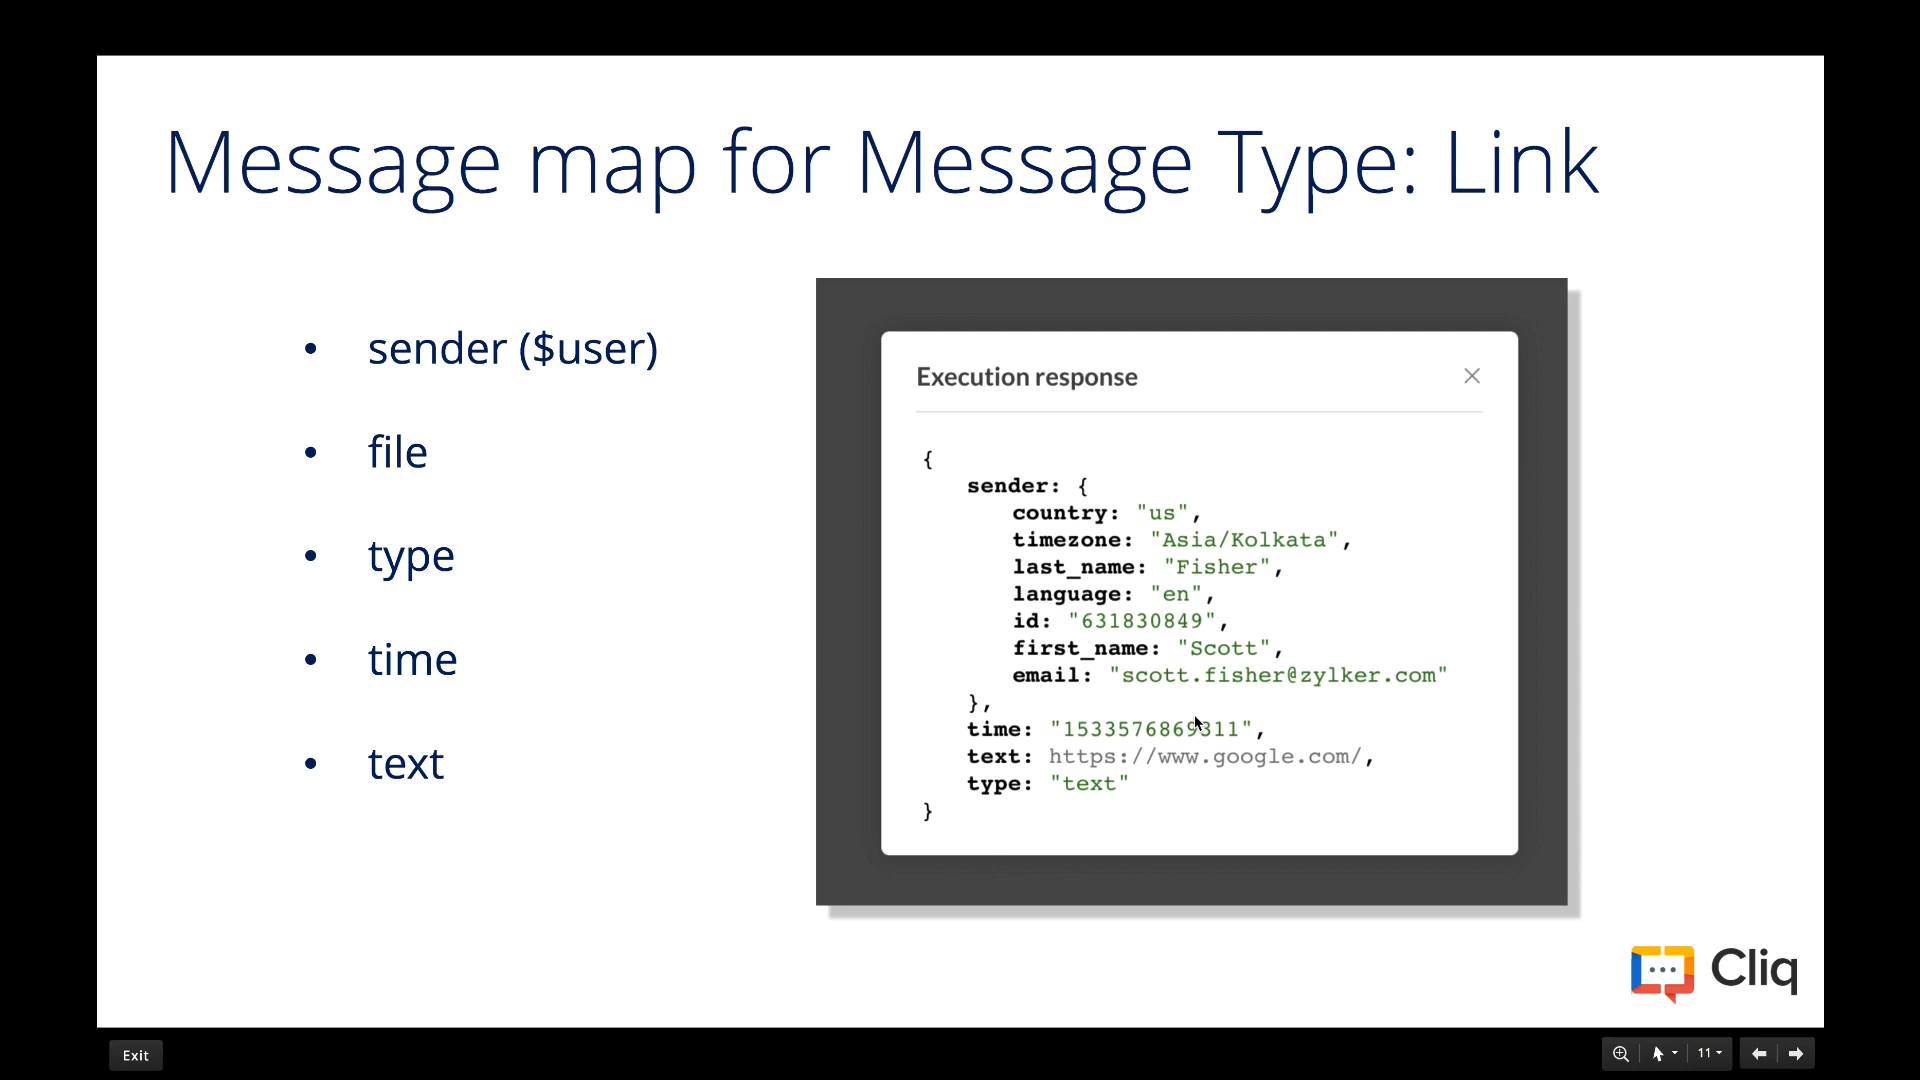 Message map for Message Type: Link
• sender ($user)
• file
• type
• time
• text
Execution response
{
sender: {
country: "us",
timezone: "Asia/Kolkata",
last_name: "Fisher",
language: "en",
id: "631830849",
first_name: "Scott",
email: "scott.fisher@zylker.com"
},
time: "1533576869311",
text: https://www.google.com/,
type: "text"
}
Cliq
Exit
11